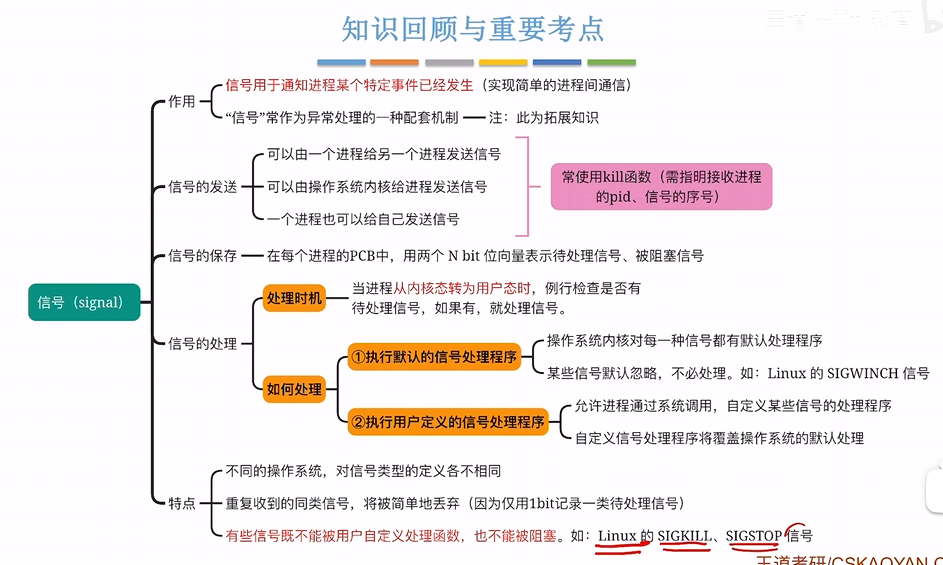 知识回顾与重要考点
信号（signal）
作用
信号用于通知进程某个特定事件已经发生（实现简单的进程间通信）
“信号”常作为异常处理的一种配套机制
注：此为拓展知识
信号的发送
可以由一个进程给另一个进程发送信号
可以由操作系统内核给进程发送信号
一个进程也可以给自己发送信号
常使用kill函数（需指明接收进程
的pid、信号的序号）
信号的保存
在每个进程的PCB中，用两个 N bit 位向量表示待处理信号、被阻塞信号
信号的处理
处理时机
当进程从内核态转为用户态时，例行检查是否有
待处理信号，如果有，就处理信号。
如何处理
①执行默认的信号处理程序
操作系统内核对每一种信号都有默认处理程序
某些信号默认忽略，不必处理。如：Linux 的 SIGWINCH 信号
②执行用户定义的信号处理程序
允许进程通过系统调用，自定义某些信号的处理程序
自定义信号处理程序将覆盖操作系统的默认处理
特点
不同的操作系统，对信号类型的定义各不相同
重复收到的同类信号，将被简单地丢弃（因为仅用1bit记录一类待处理信号）
有些信号既不能被用户自定义处理函数，也不能被阻塞。如：Linux 的 SIGKILL、SIGSTOP 信号
王道考研/CSKAOYAN.C